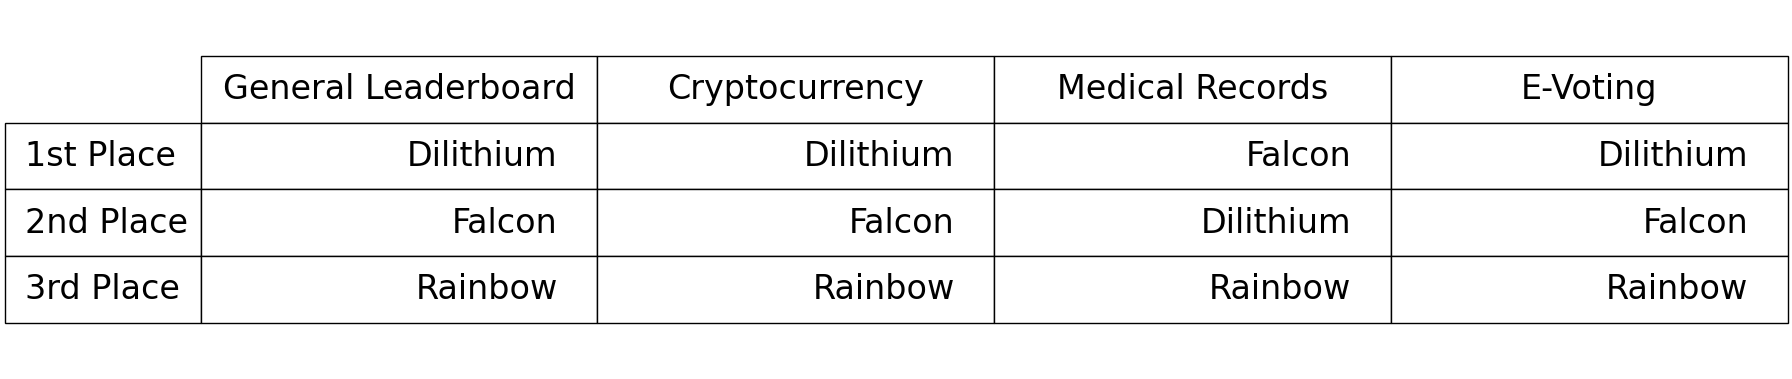 General Leaderboard Cryptocurrency Medical Records E-Voting
1st Place Dilithium Dilithium Falcon Dilithium
2nd Place Falcon Falcon Dilithium Falcon
3rd Place Rainbow Rainbow Rainbow Rainbow